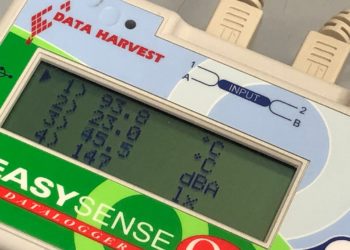 DATA HARVEST
1 INPUT 2
A B
1) 93.0 °C
2) 23.0 °C
3) 45.5 dBA
4) 147 lx
EASYSENSE Q
DATALOGGER